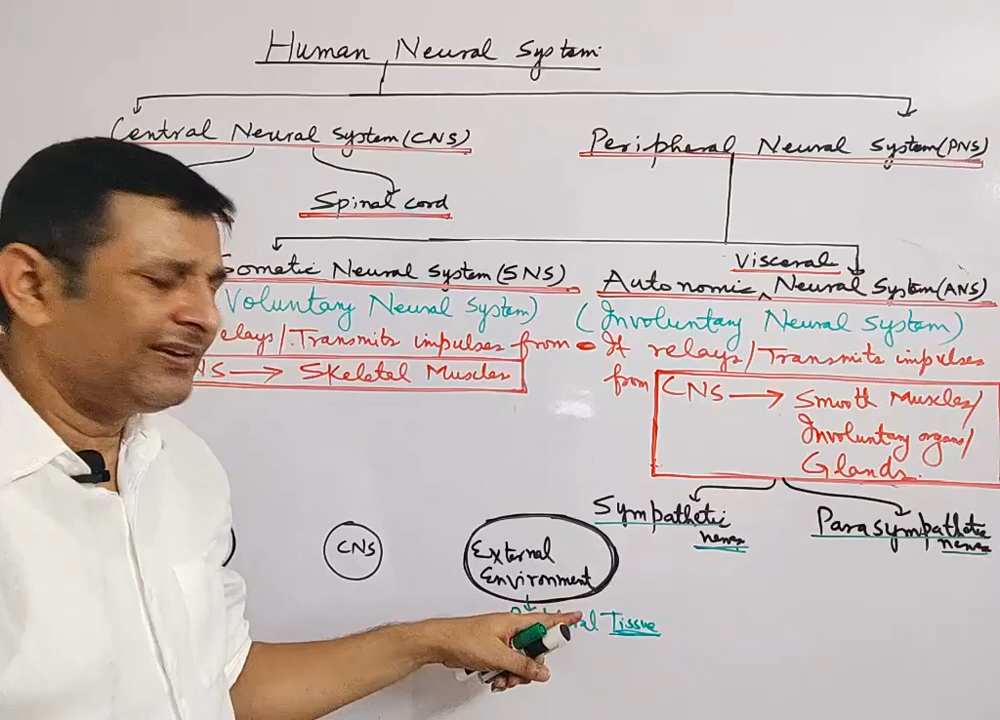 Human Neural System
Central Neural System (CNS)
Peripheral Neural System (PNS)
Spinal cord
Visceral
Sometic Neural System (SNS)
Autonomic Neural System (ANS)
Voluntary Neural System)
(Involuntary Neural System)
elays/Transmits impulses from
It relays/Transmits impulses
NS → Skeletal Muscles
from CNS → Smooth Muscles/
Involuntary organs/
Glands.
Sympathetic
nerves
Parasympathetic
nerves
CNS
External
Environment
Tissue